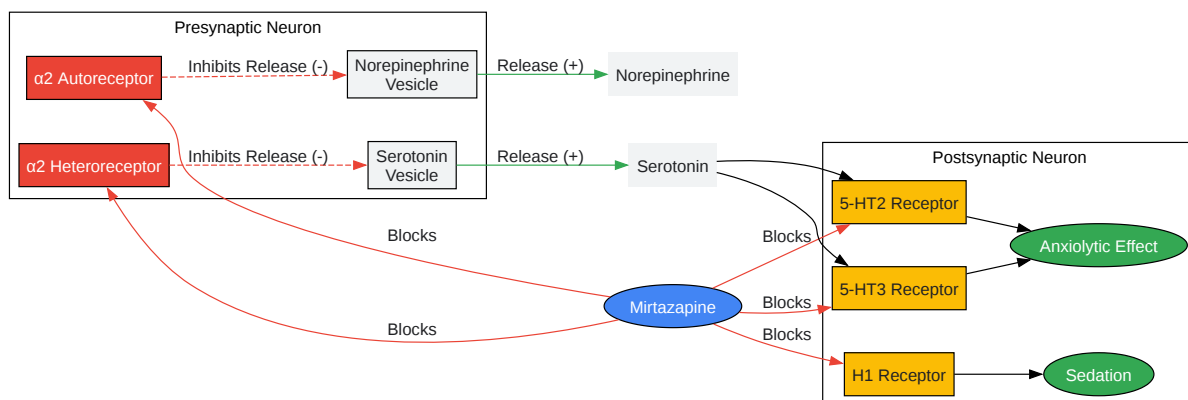 Presynaptic Neuron
α2 Autoreceptor
Inhibits Release (-)
Norepinephrine
Vesicle
Release (+)
Norepinephrine
α2 Heteroreceptor
Inhibits Release (-)
Serotonin
Vesicle
Release (+)
Serotonin
Postsynaptic Neuron
5-HT2 Receptor
Blocks
Blocks
Anxiolytic Effect
5-HT3 Receptor
Mirtazapine
Blocks
Blocks
Blocks
H1 Receptor
Sedation